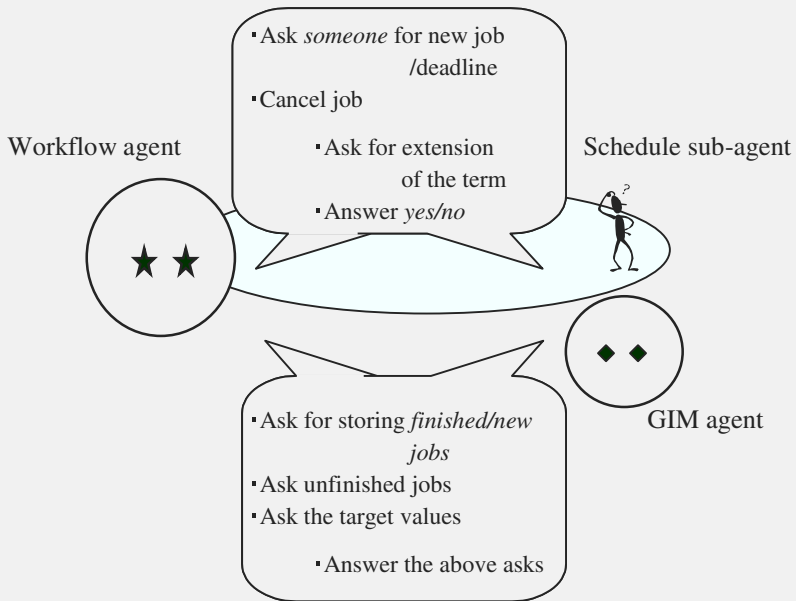 ▪Ask someone for new job
/deadline
▪Cancel job
Workflow agent
▪Ask for extension
of the term
Schedule sub-agent
▪Answer yes/no
?
▪Ask for storing finished/new
jobs
GIM agent
▪Ask unfinished jobs
▪Ask the target values
▪Answer the above asks